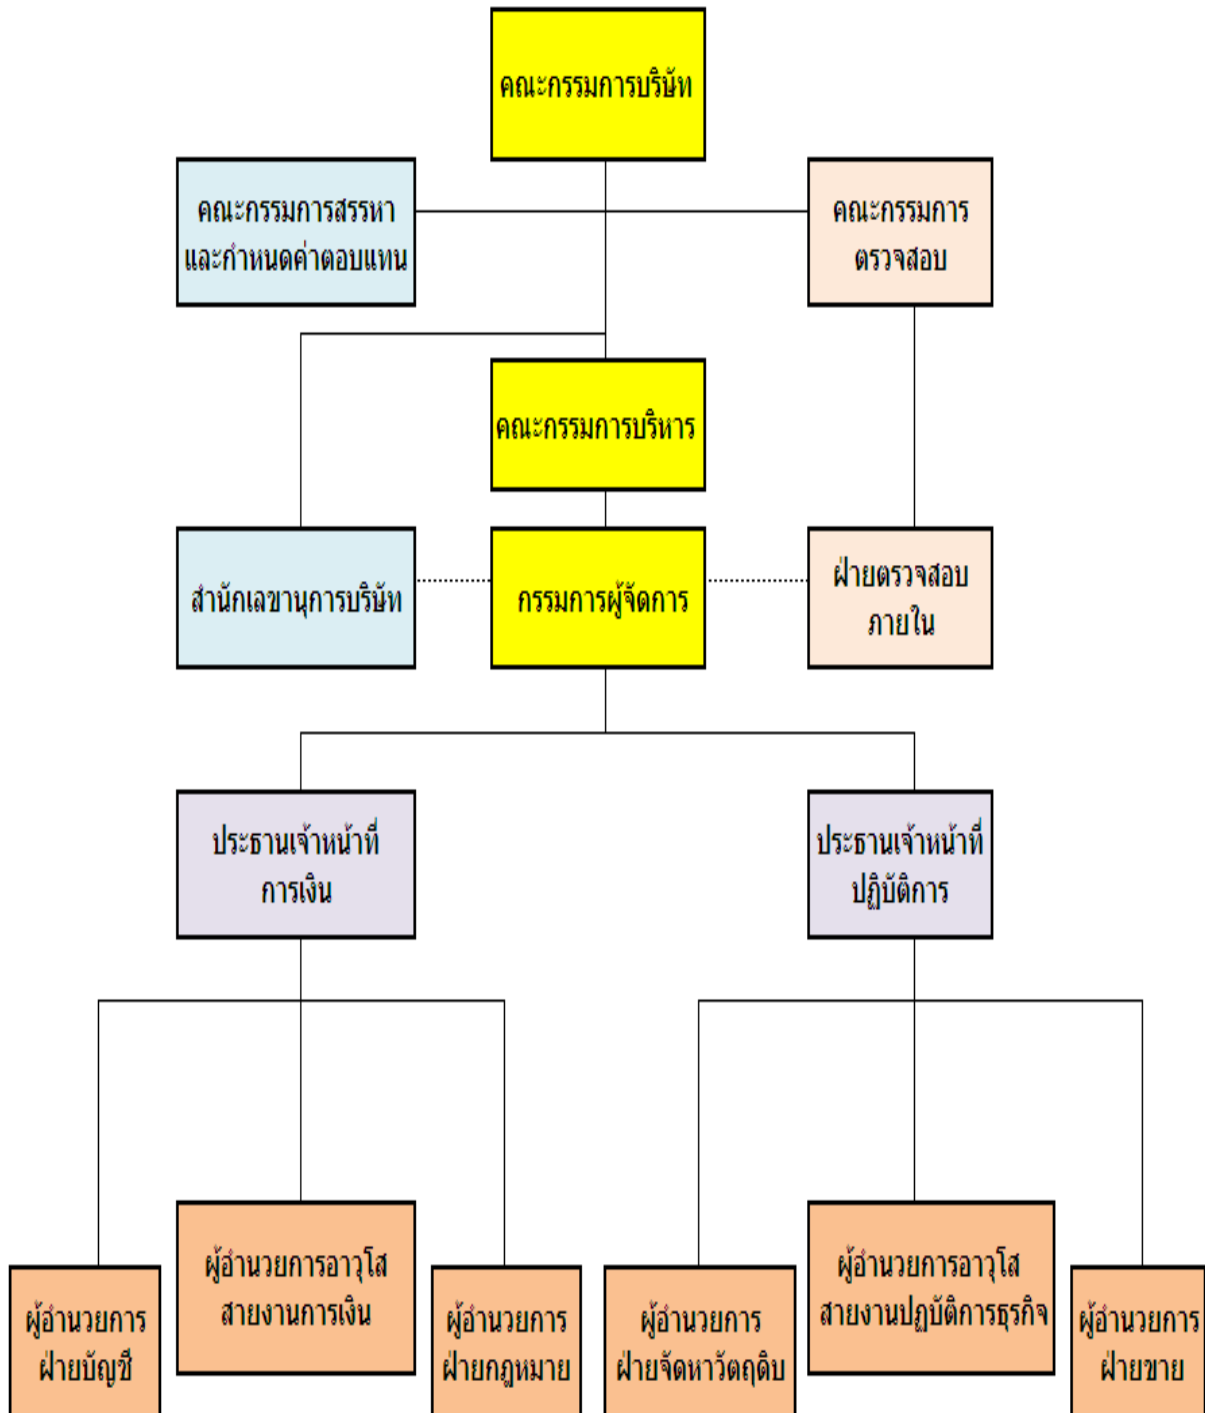 คณะกรรมการบริษัท
คณะกรรมการสรรหา
และกำหนดค่าตอบแทน
คณะกรรมการ
ตรวจสอบ
คณะกรรมการบริหาร
สำนักเลขานุการบริษัท
กรรมการผู้จัดการ
ฝ่ายตรวจสอบ
ภายใน
ประธานเจ้าหน้าที่
การเงิน
ประธานเจ้าหน้าที่
ปฏิบัติการ
ผู้อำนวยการ
ฝ่ายบัญชี
ผู้อำนวยการอาวุโส
สายงานการเงิน
ผู้อำนวยการ
ฝ่ายกฎหมาย
ผู้อำนวยการ
ฝ่ายจัดหาวัตถุดิบ
ผู้อำนวยการอาวุโส
สายงานปฏบัติการธุรกิจ
ผู้อำนวยการ
ฝ่ายขาย